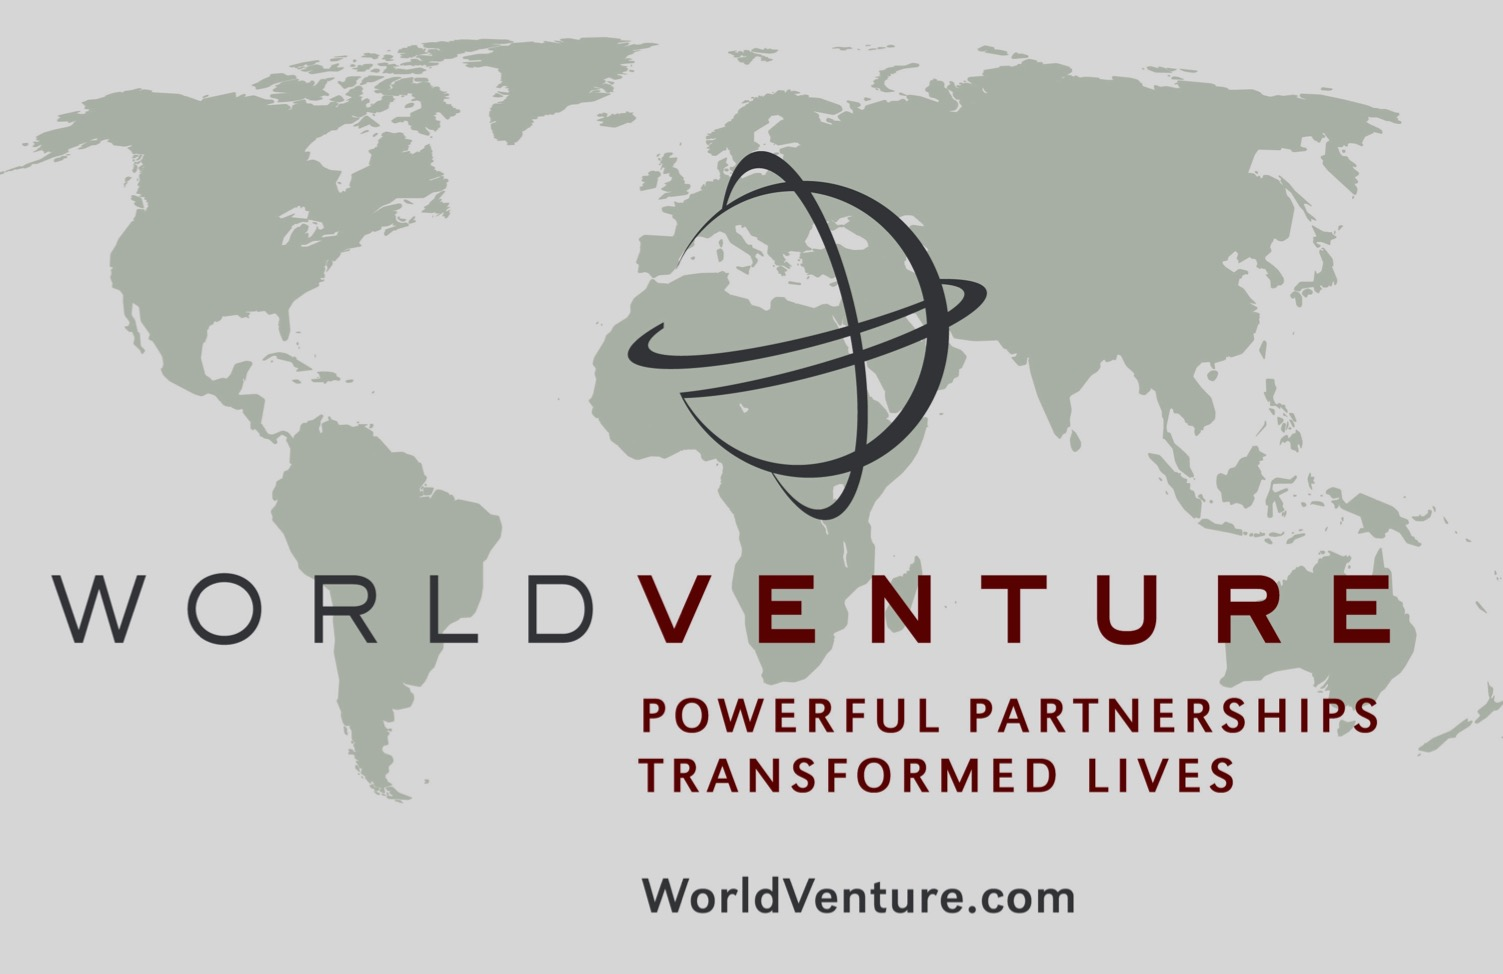 WORLDVENTURE
POWERFUL PARTNERSHIPS
TRANSFORMED LIVES
WorldVenture.com